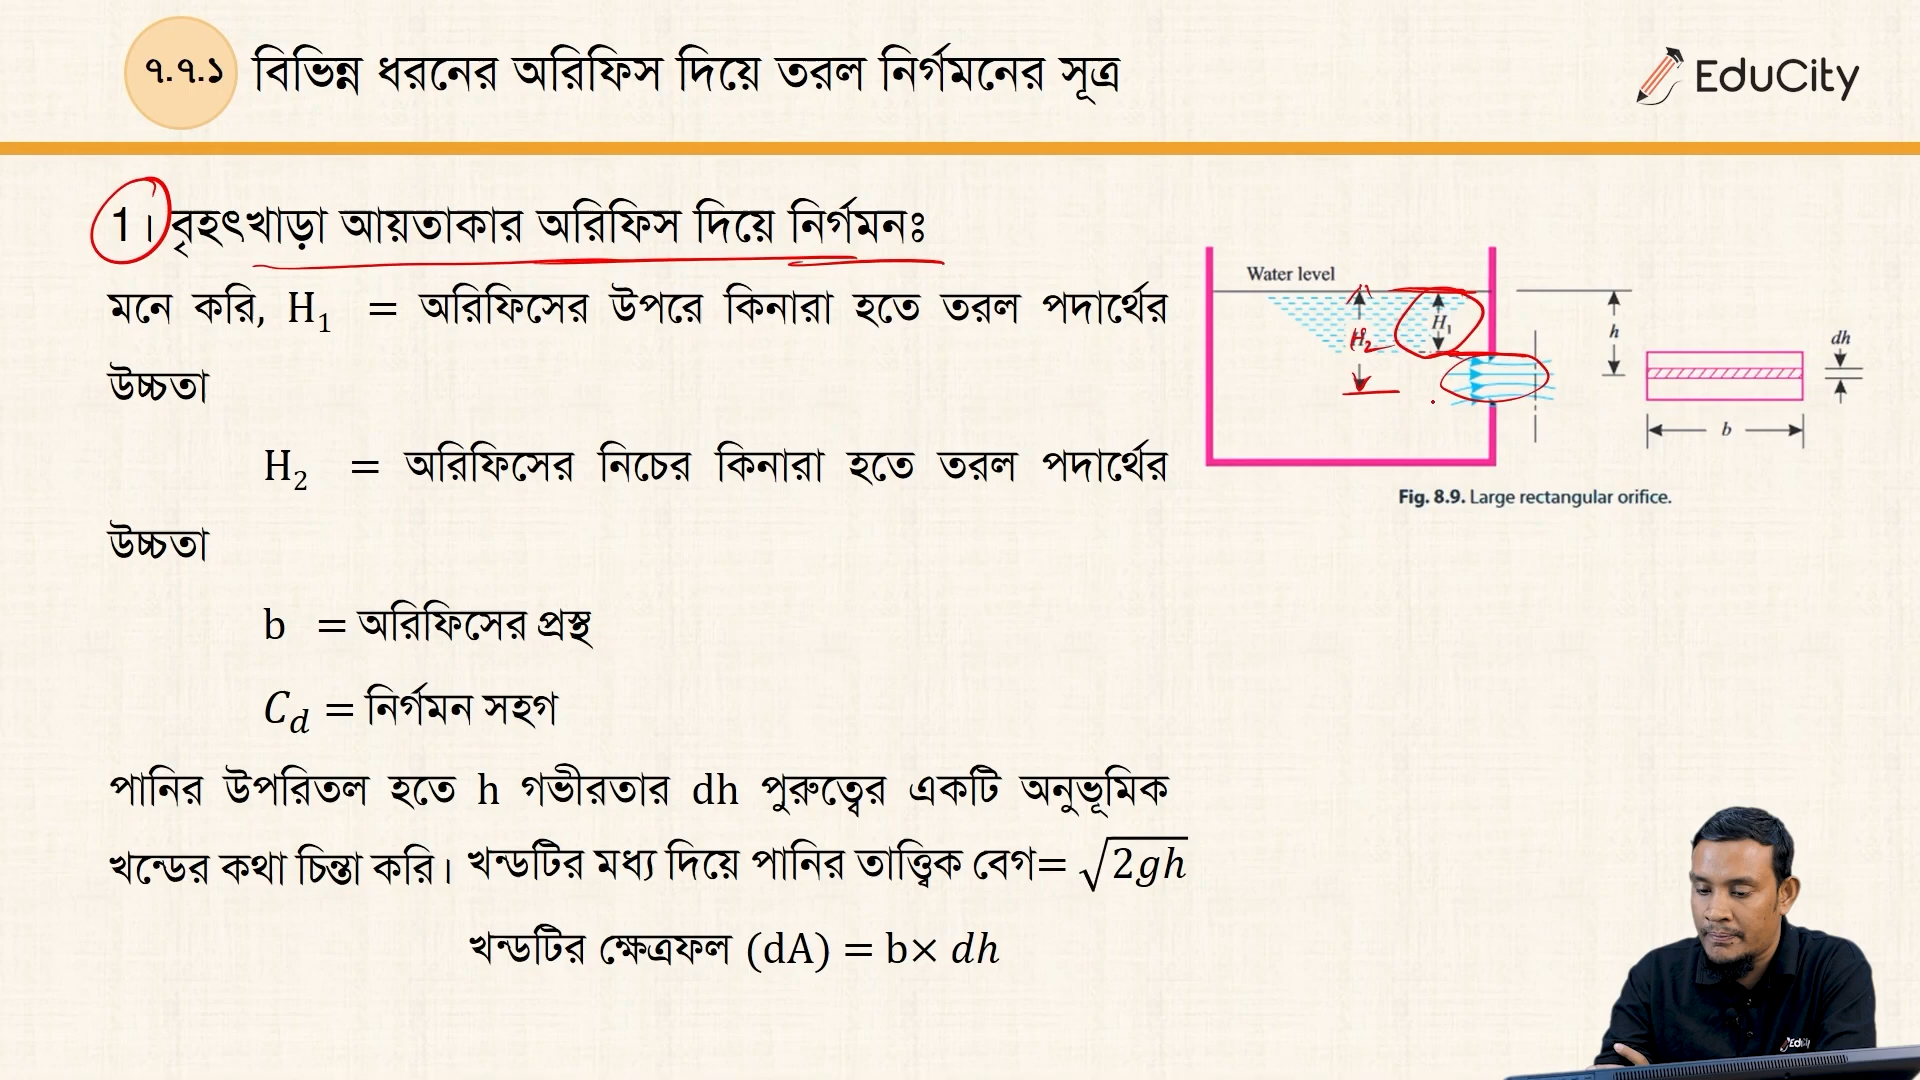 ৭.৭.১ বিভিন্ন ধরনের অরিফিস দিয়ে তরল নির্গমনের সূত্র
EduCity
1। বৃহৎখাড়া আয়তাকার অরিফিস দিয়ে নির্গমনঃ
মনে করি, H₁ = অরিফিসের উপরে কিনারা হতে তরল পদার্থের
উচ্চতা
H₂ = অরিফিসের নিচের কিনারা হতে তরল পদার্থের
উচ্চতা
b = অরিফিসের প্রস্থ
C_d = নির্গমন সহগ
পানির উপরিতল হতে h গভীরতার dh পুরুত্বের একটি অনুভূমিক
খন্ডের কথা চিন্তা করি। খন্ডটির মধ্য দিয়ে পানির তাত্ত্বিক বেগ= √2gh
খন্ডটির ক্ষেত্রফল (dA) = b× dh
Water level
H₁
H₂
h
dh
b
Fig. 8.9. Large rectangular orifice.